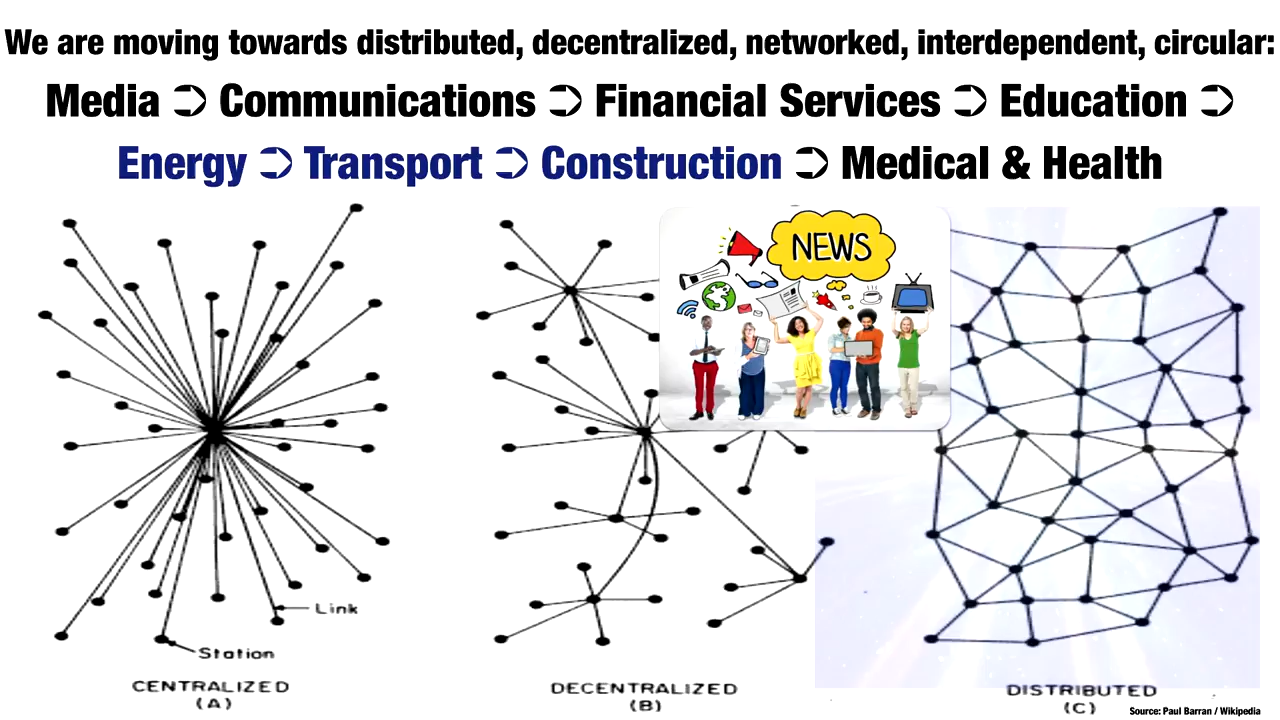 We are moving towards distributed, decentralized, networked, interdependent, circular:
Media ➲ Communications ➲ Financial Services ➲ Education ➲
Energy ➲ Transport ➲ Construction ➲ Medical & Health
NEWS
Link
Station
CENTRALIZED
(A)
DECENTRALIZED
(B)
DISTRIBUTED
(C)
Source: Paul Barran / Wikipedia